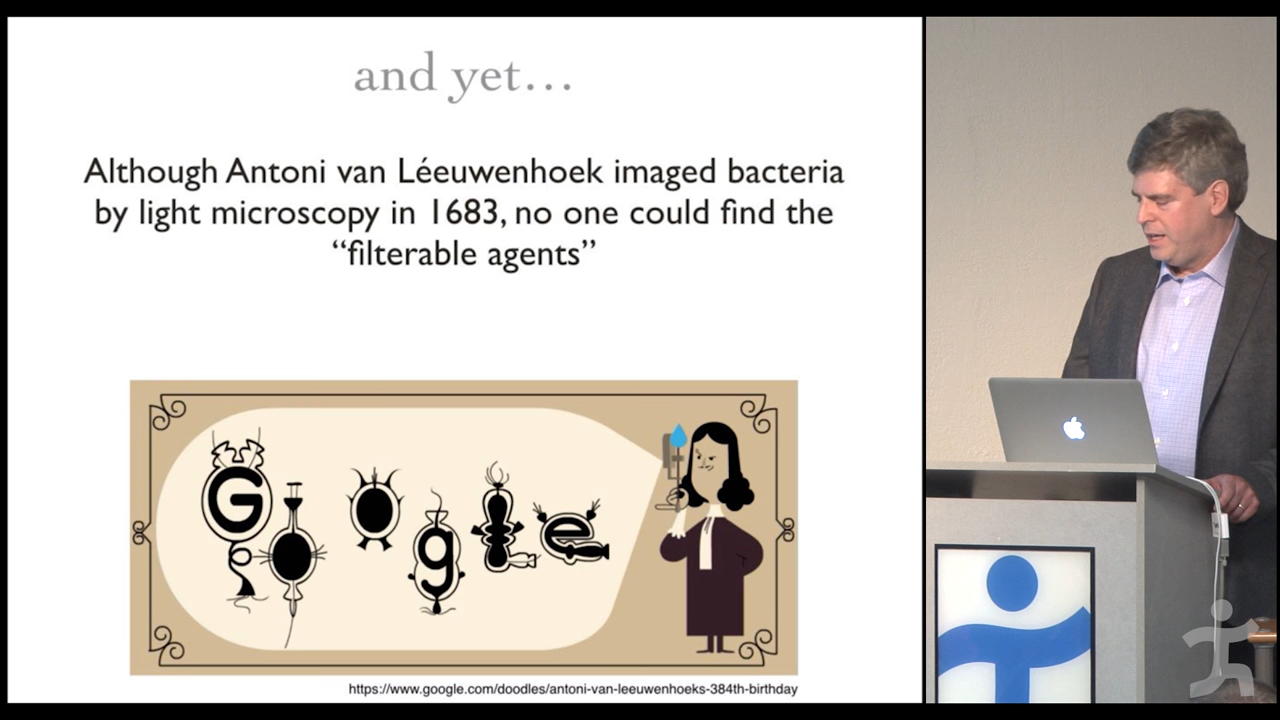 and yet...
Although Antoni van Léeuwenhoek imaged bacteria
by light microscopy in 1683, no one could find the
“filterable agents”
Google
https://www.google.com/doodles/antoni-van-leeuwenhoeks-384th-birthday